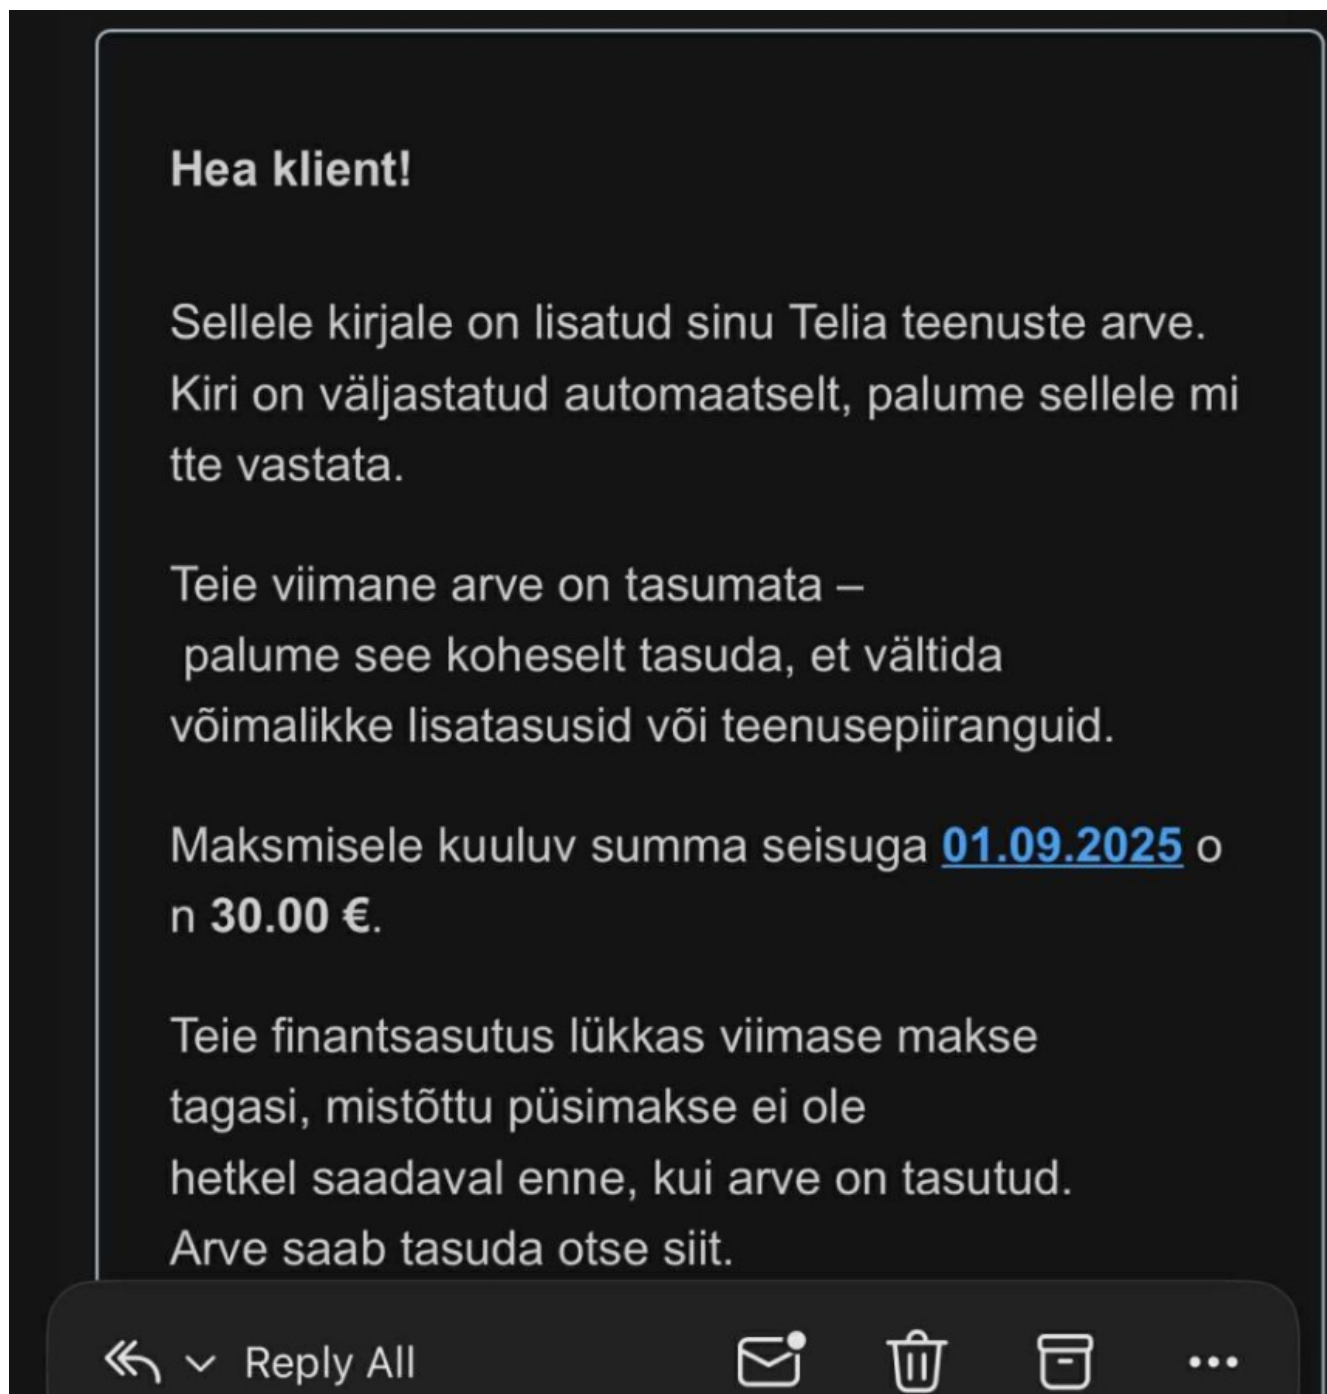 Hea klient!
Sellele kirjale on lisatud sinu Telia teenuste arve.
Kiri on väljastatud automaatselt, palume sellele mi
tte vastata.
Teie viimane arve on tasumata –
palume see koheselt tasuda, et vältida
võimalikke lisatasusid või teenusepiiranguid.
Maksmisele kuuluv summa seisuga 01.09.2025 o
n 30.00 €.
Teie finantsasutus lükkas viimase makse
tagasi, mistõttu püsimakse ei ole
hetkel saadaval enne, kui arve on tasutud.
Arve saab tasuda otse siit.
Reply All